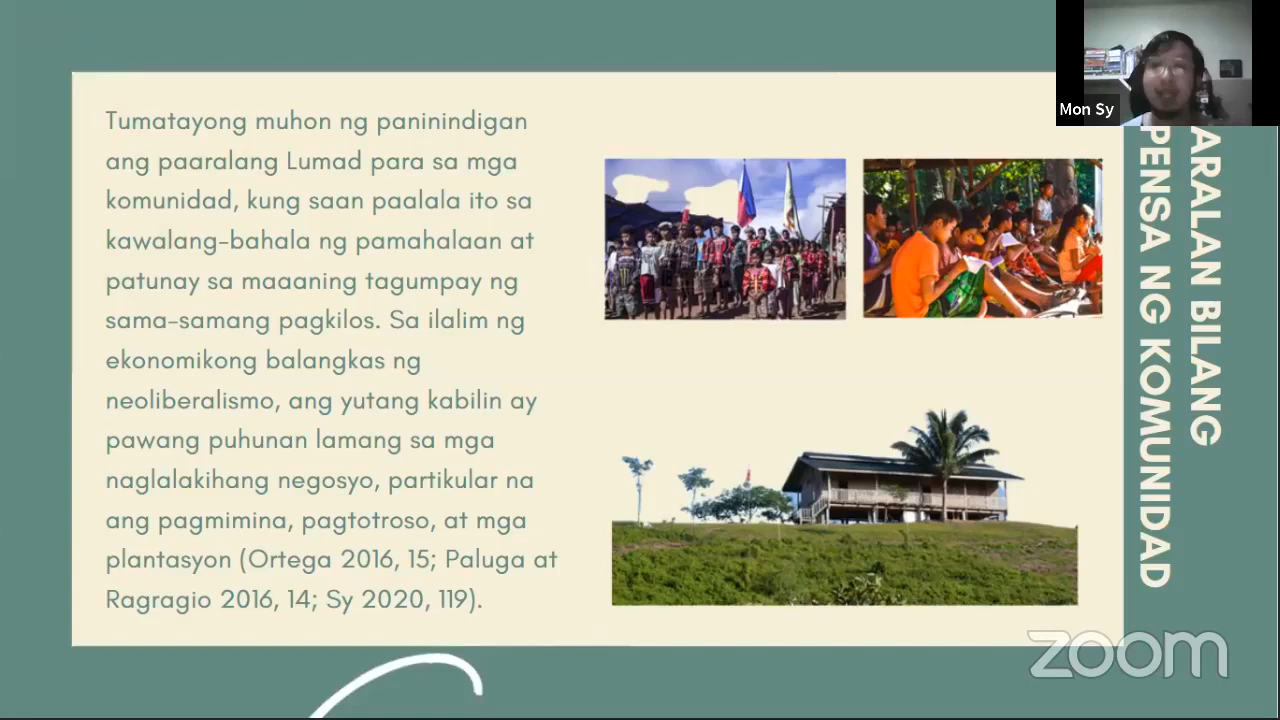 Tumatayong muhon ng paninindigan
ang paaralang Lumad para sa mga
komunidad, kung saan paalala ito sa
kawalang-bahala ng pamahalaan at
patunay sa maaaning tagumpay ng
sama-samang pagkilos. Sa ilalim ng
ekonomikong balangkas ng
neoliberalismo, ang yutang kabilin ay
pawang puhunan lamang sa mga
naglalakihang negosyo, partikular na
ang pagmimina, pagtotroso, at mga
plantasyon (Ortega 2016, 15; Paluga at
Ragragio 2016, 14; Sy 2020, 119).
ARALAN BILANG
PENSA NG KOMUNIDAD
Mon Sy
zoom